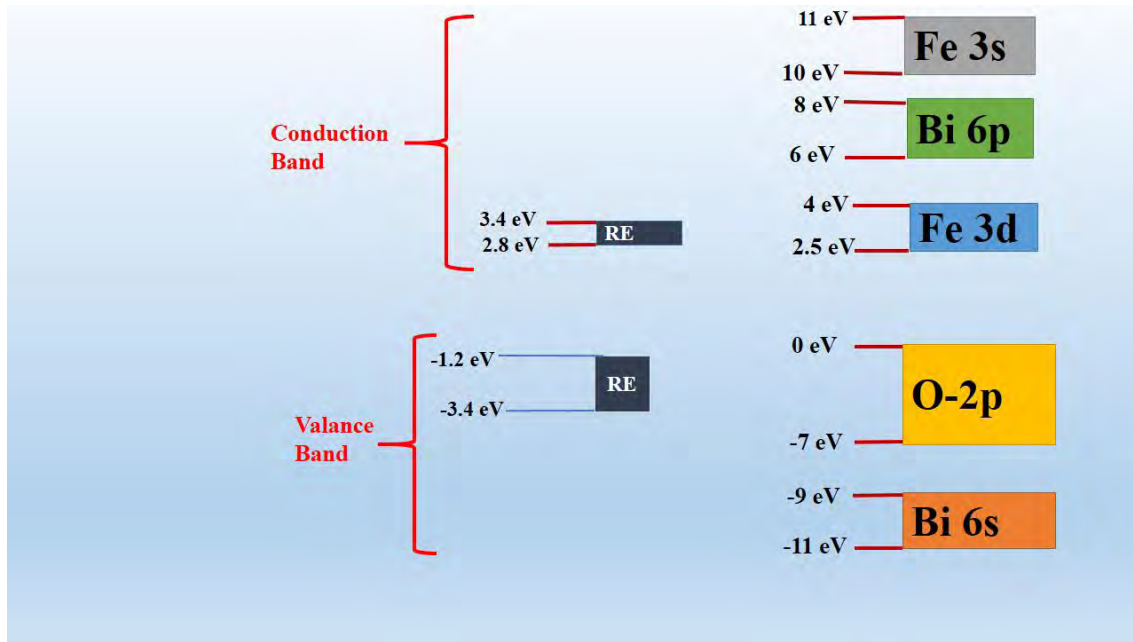 11 eV
Fe 3s
10 eV
8 eV
Bi 6p
6 eV
Conduction
Band
4 eV
Fe 3d
2.5 eV
3.4 eV
RE
2.8 eV
0 eV
O-2p
-7 eV
-1.2 eV
RE
-3.4 eV
Valance
Band
-9 eV
Bi 6s
-11 eV